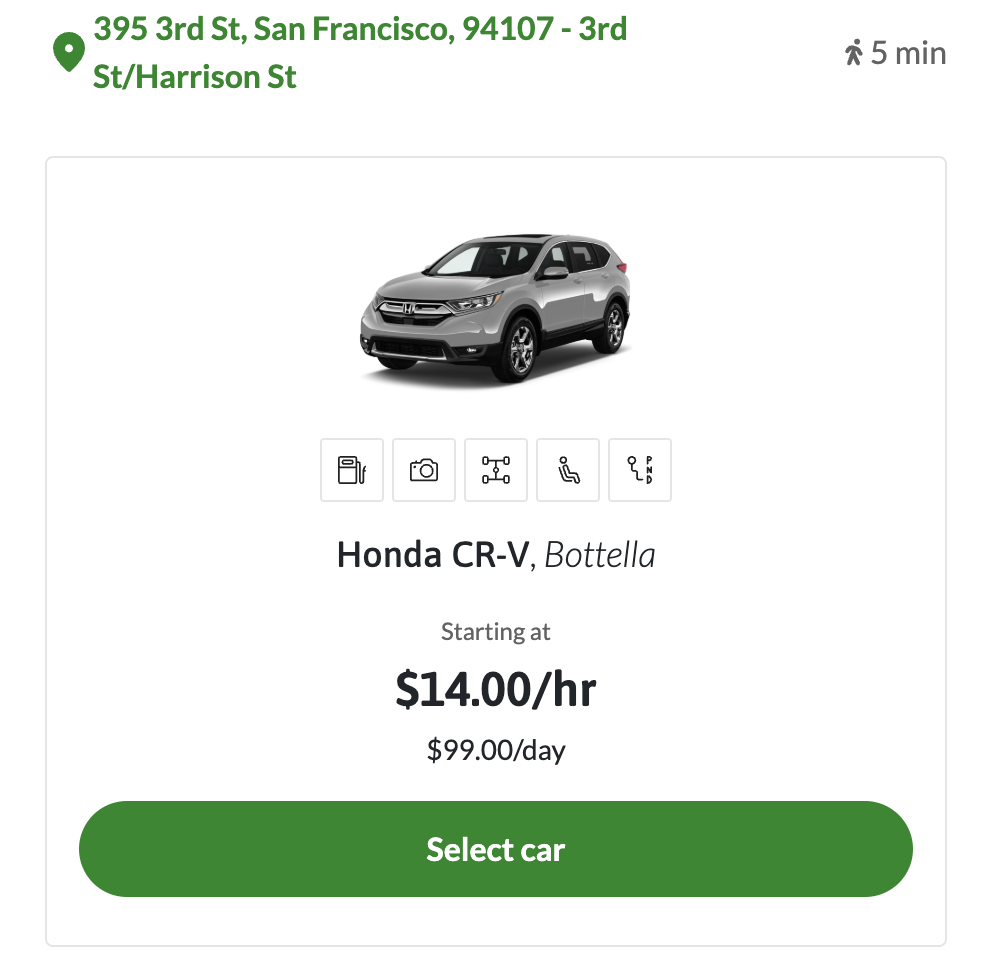 395 3rd St, San Francisco, 94107 - 3rd
St/Harrison St
5 min
P
N
D
Honda CR-V, Bottella
Starting at
$14.00/hr
$99.00/day
Select car